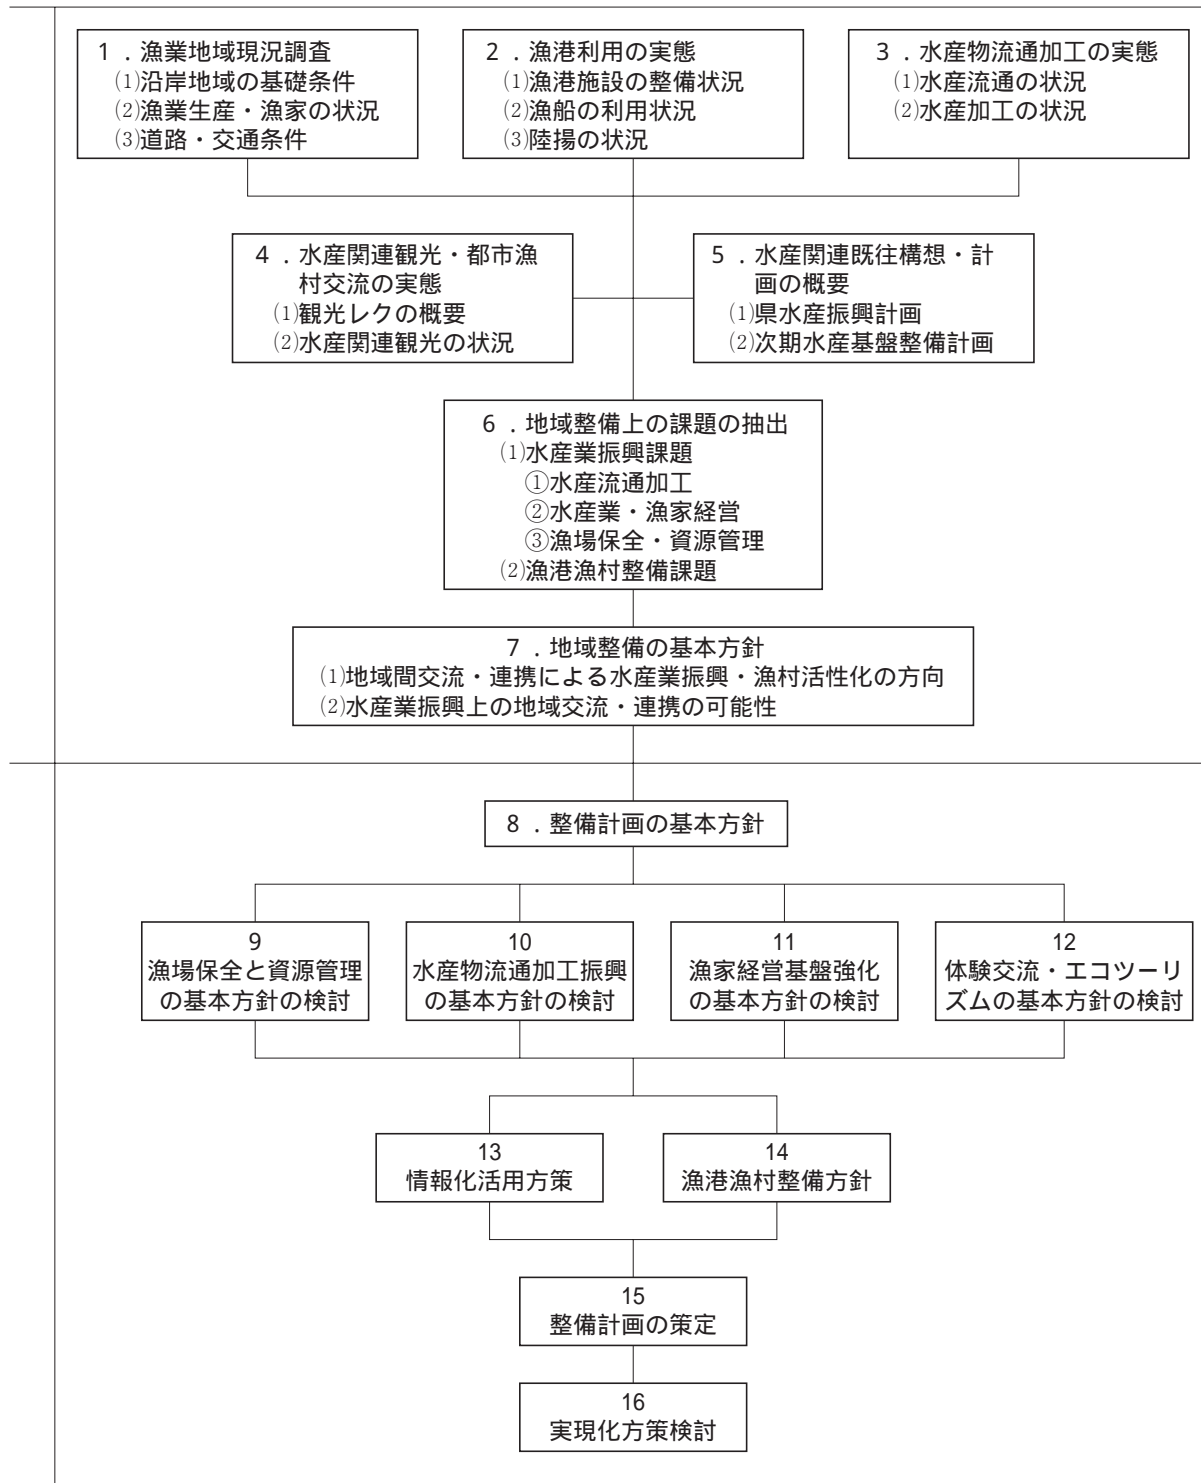 1．漁業地域現況調査
⑴沿岸地域の基礎条件
⑵漁業生産・漁家の状況
⑶道路・交通条件
2．漁港利用の実態
⑴漁港施設の整備状況
⑵漁船の利用状況
⑶陸揚の状況
3．水産物流通加工の実態
⑴水産流通の状況
⑵水産加工の状況
4．水産関連観光・都市漁
村交流の実態
⑴観光レクの概要
⑵水産関連観光の状況
5．水産関連既往構想・計
画の概要
⑴県水産振興計画
⑵次期水産基盤整備計画
6．地域整備上の課題の抽出
⑴水産業振興課題
①水産流通加工
②水産業・漁家経営
③漁場保全・資源管理
⑵漁港漁村整備課題
7．地域整備の基本方針
⑴地域間交流・連携による水産業振興・漁村活性化の方向
⑵水産業振興上の地域交流・連携の可能性
8．整備計画の基本方針
9
漁場保全と資源管理
の基本方針の検討
10
水産物流通加工振興
の基本方針の検討
11
漁家経営基盤強化
の基本方針の検討
12
体験交流・エコツーリ
ズムの基本方針の検討
13
情報化活用方策
14
漁港漁村整備方針
15
整備計画の策定
16
実現化方策検討